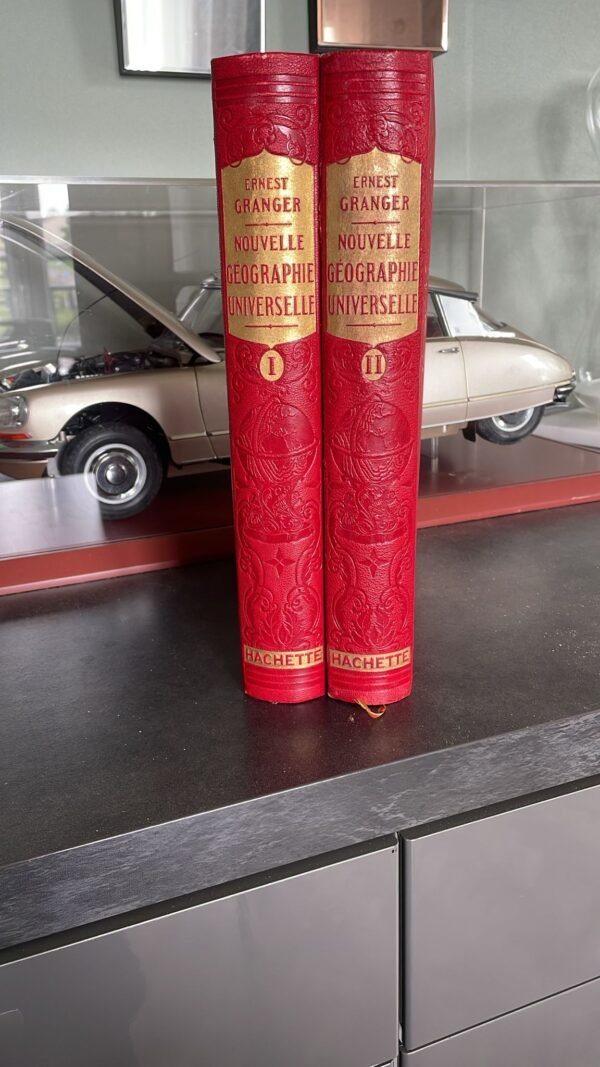 ERNEST
GRANGER
NOUVELLE
GÉOGRAPHIE
UNIVERSELLE
I
HACHETTE
ERNEST
GRANGER
NOUVELLE
GÉOGRAPHIE
UNIVERSELLE
II
HACHETTE